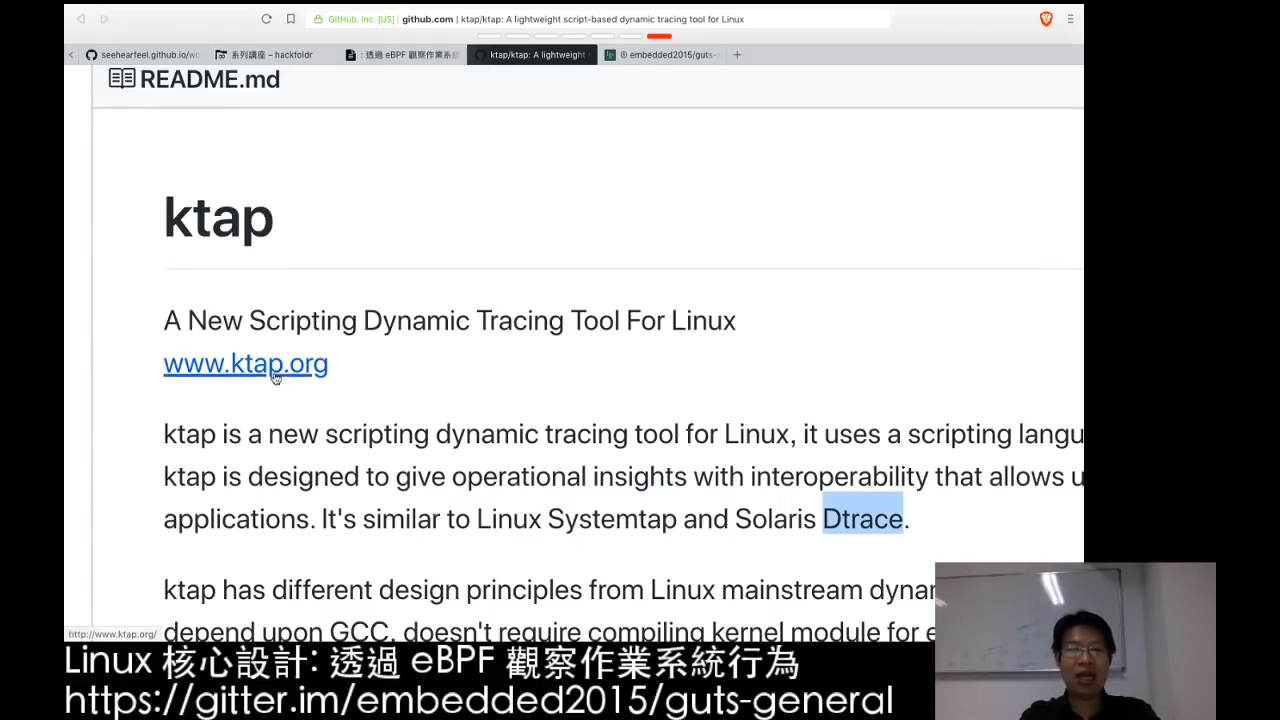 GitHub, Inc. [US] | github.com | ktap/ktap: A lightweight script-based dynamic tracing tool for Linux
seehearfeel.github.io/wo
系列講座 – hackfoldr
: 透過 eBPF 觀察作業系統
ktap/ktap: A lightweight
embedded2015/guts-
README.md
ktap
A New Scripting Dynamic Tracing Tool For Linux
www.ktap.org
ktap is a new scripting dynamic tracing tool for Linux, it uses a scripting langu
ktap is designed to give operational insights with interoperability that allows u
applications. It's similar to Linux Systemtap and Solaris Dtrace.
ktap has different design principles from Linux mainstream dynar
depend upon GCC, doesn't require compiling kernel module for e
http://www.ktap.org/
Linux 核心設計: 透過 eBPF 觀察作業系統行為
https://gitter.im/embedded2015/guts-general